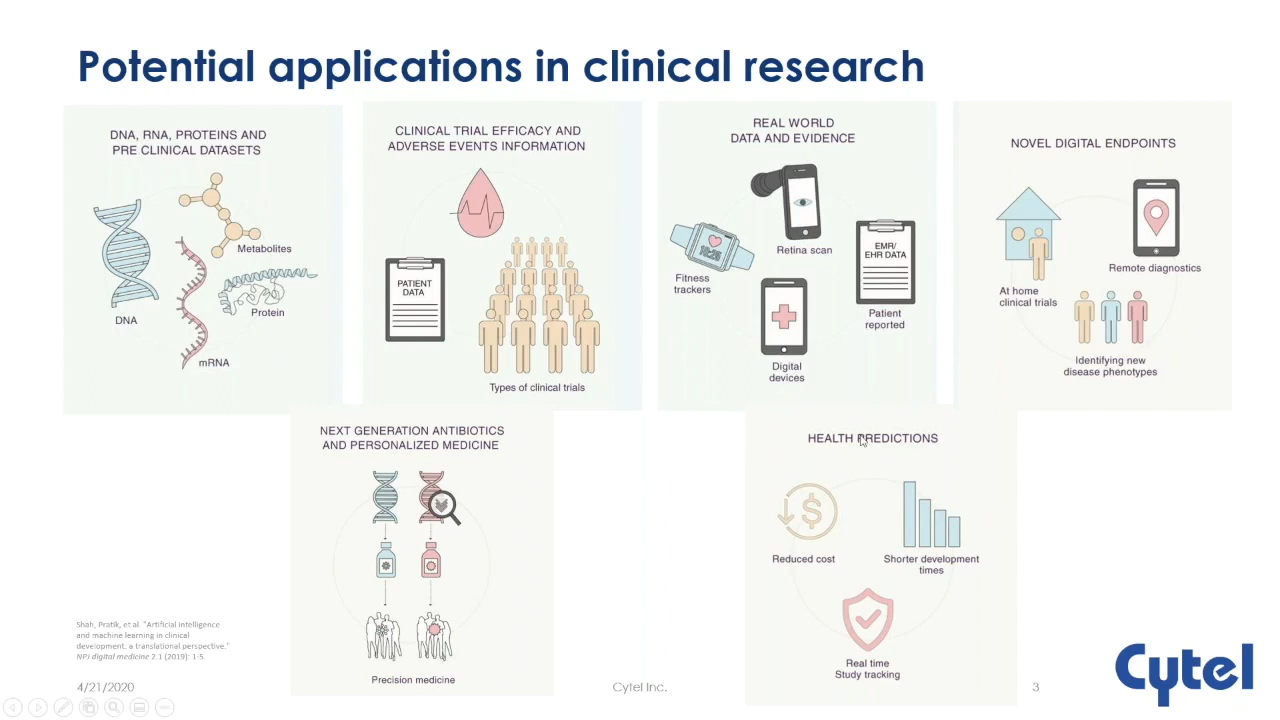 Potential applications in clinical research
DNA, RNA, PROTEINS AND
PRE CLINICAL DATASETS
Metabolites
Protein
DNA
mRNA
CLINICAL TRIAL EFFICACY AND
ADVERSE EVENTS INFORMATION
PATIENT
DATA
Types of clinical trials
REAL WORLD
DATA AND EVIDENCE
Retina scan
EMR/
EHR DATA
Fitness
trackers
10:25
Patient
reported
Digital
devices
NOVEL DIGITAL ENDPOINTS
Remote diagnostics
At home
clinical trials
Identifying new
disease phenotypes
NEXT GENERATION ANTIBIOTICS
AND PERSONALIZED MEDICINE
Precision medicine
HEALTH PREDICTIONS
$
Reduced cost
Shorter development
times
Real time
Study tracking
Shah, Pratik, et al. "Artificial intelligence
and machine learning in clinical
development: a translational perspective."
NPJ digital medicine 2.1 (2019): 1-5.
4/21/2020
Cytel Inc.
3
Cytel